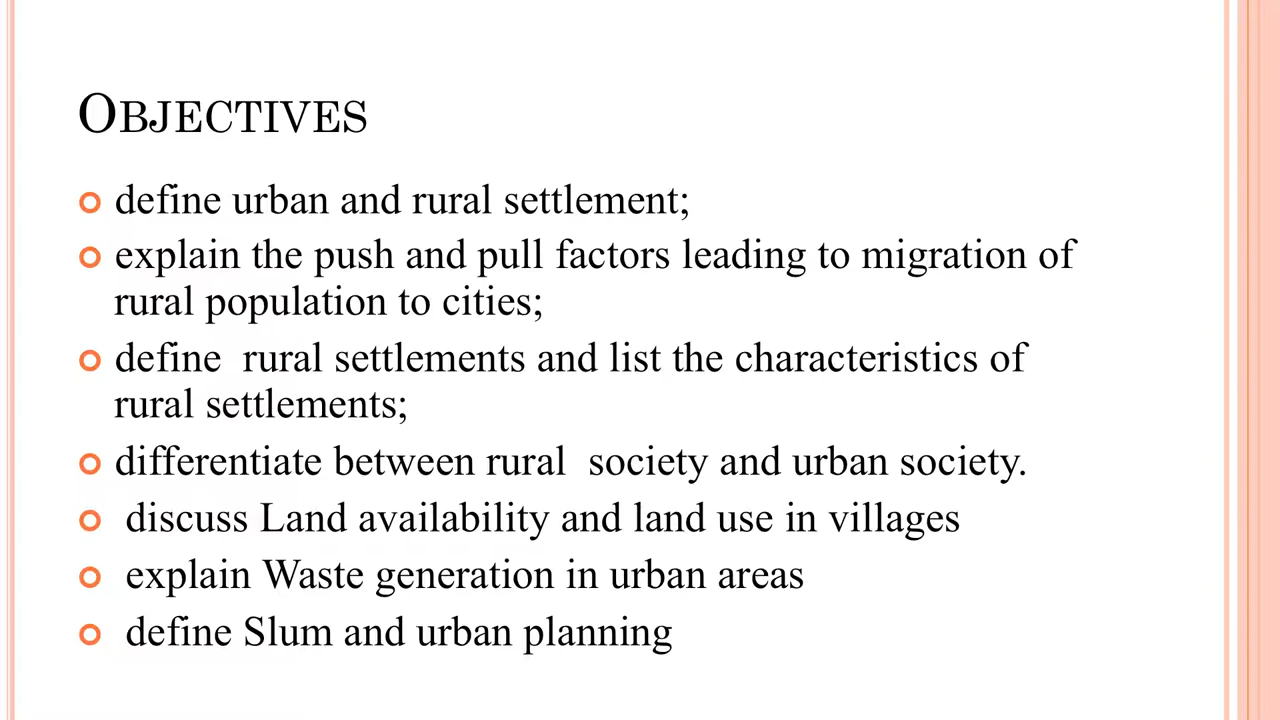 OBJECTIVES
define urban and rural settlement;
explain the push and pull factors leading to migration of
rural population to cities;
define  rural settlements and list the characteristics of
rural settlements;
differentiate between rural  society and urban society.
discuss Land availability and land use in villages
explain Waste generation in urban areas
define Slum and urban planning